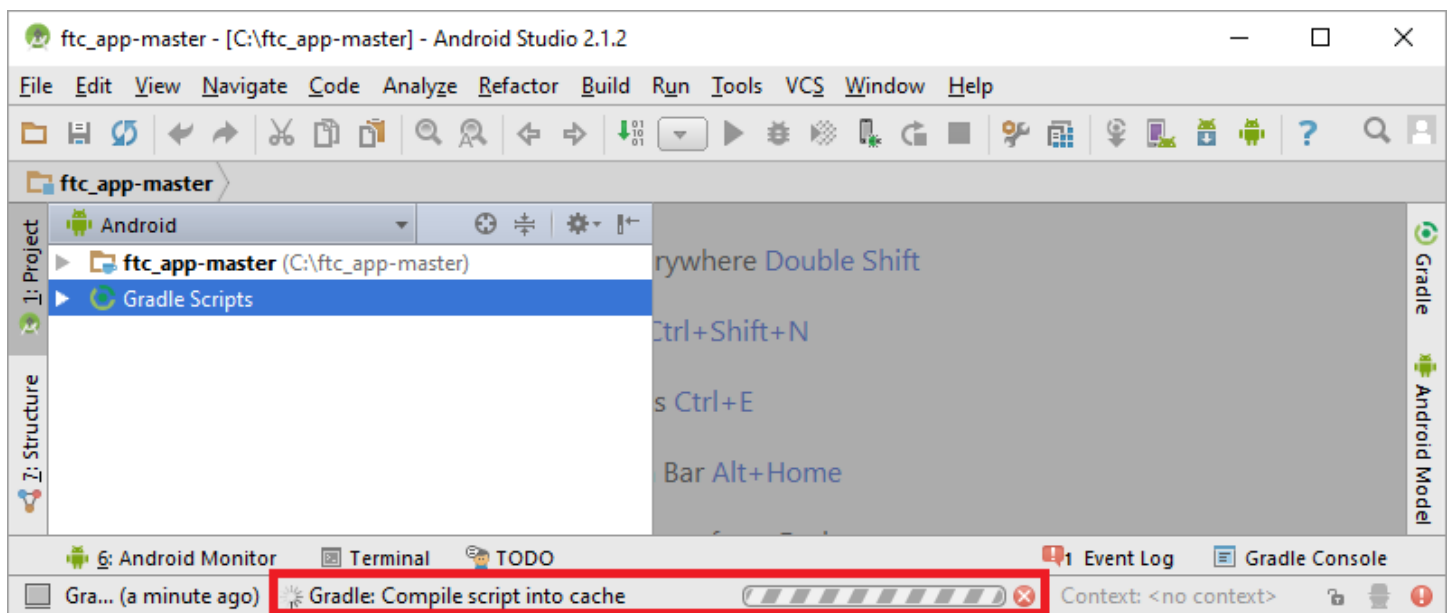 ftc_app-master - [C:\ftc_app-master] - Android Studio 2.1.2
File Edit View Navigate Code Analyze Refactor Build Run Tools VCS Window Help
ftc_app-master
1: Project
7: Structure
Android
ftc_app-master (C:\ftc_app-master)
Gradle Scripts
rywhere Double Shift
Ctrl+Shift+N
s Ctrl+E
Bar Alt+Home
Gradle
Android Model
6: Android Monitor Terminal TODO 1 Event Log Gradle Console
Gra... (a minute ago) Gradle: Compile script into cache Context: <no context>